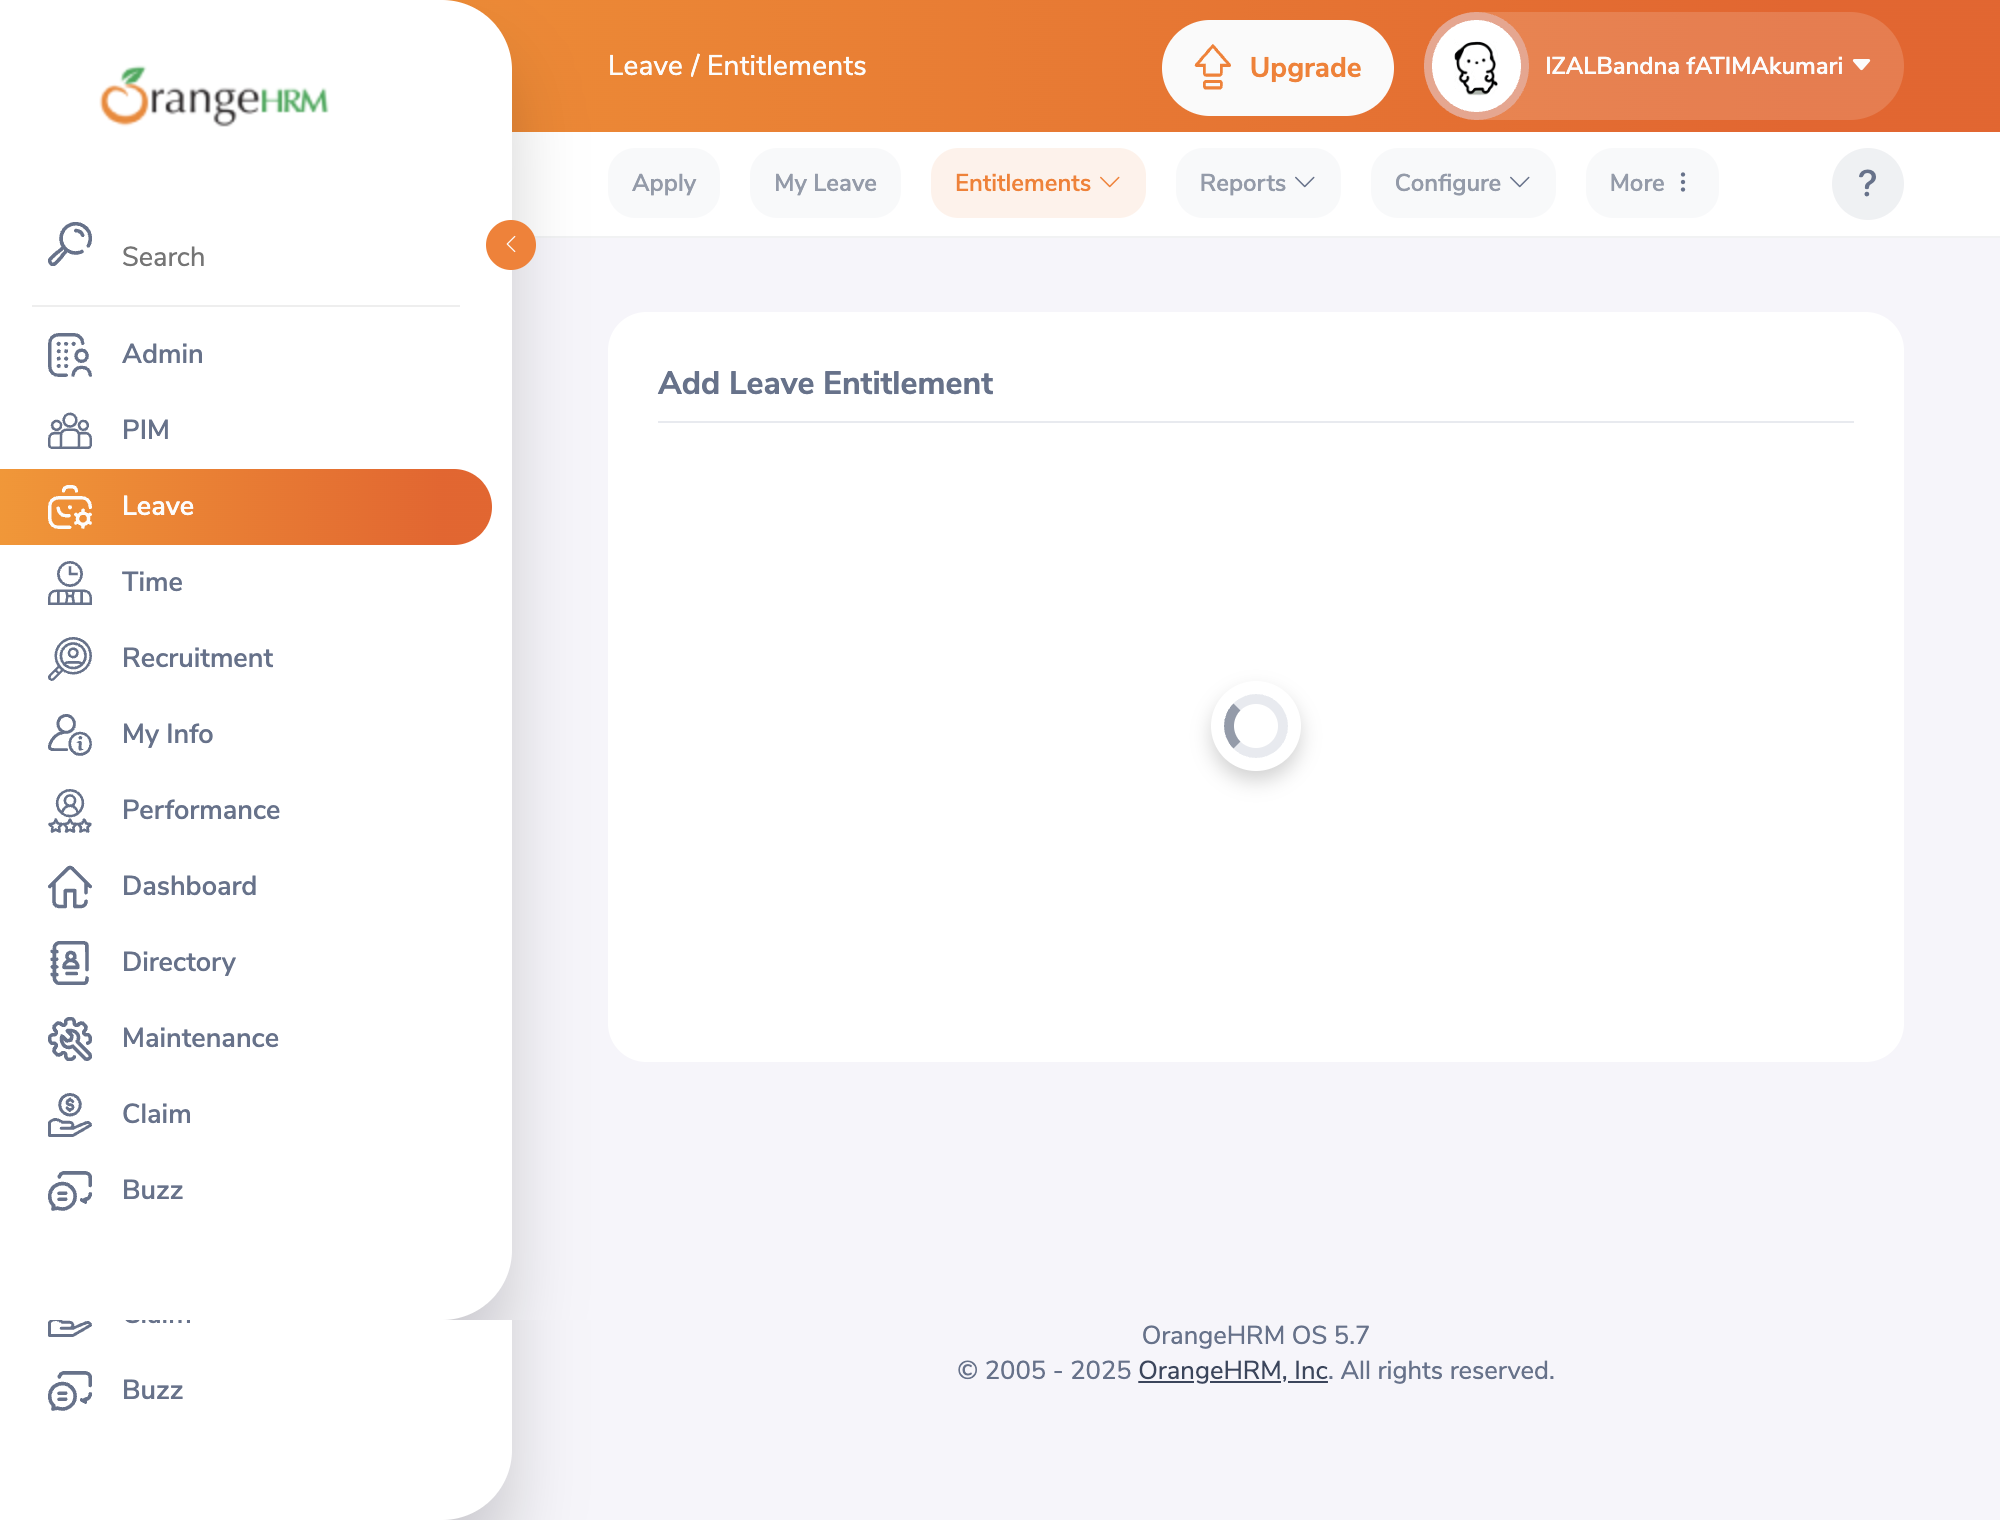 OrangeHRM
Leave / Entitlements
Upgrade
IZALBandna fATIMAkumari
Apply
My Leave
Entitlements
Reports
Configure
More
?
Search
Admin
PIM
Leave
Time
Recruitment
My Info
Performance
Dashboard
Directory
Maintenance
Claim
Buzz
Claim
Buzz
Add Leave Entitlement
OrangeHRM OS 5.7
© 2005 - 2025 OrangeHRM, Inc. All rights reserved.